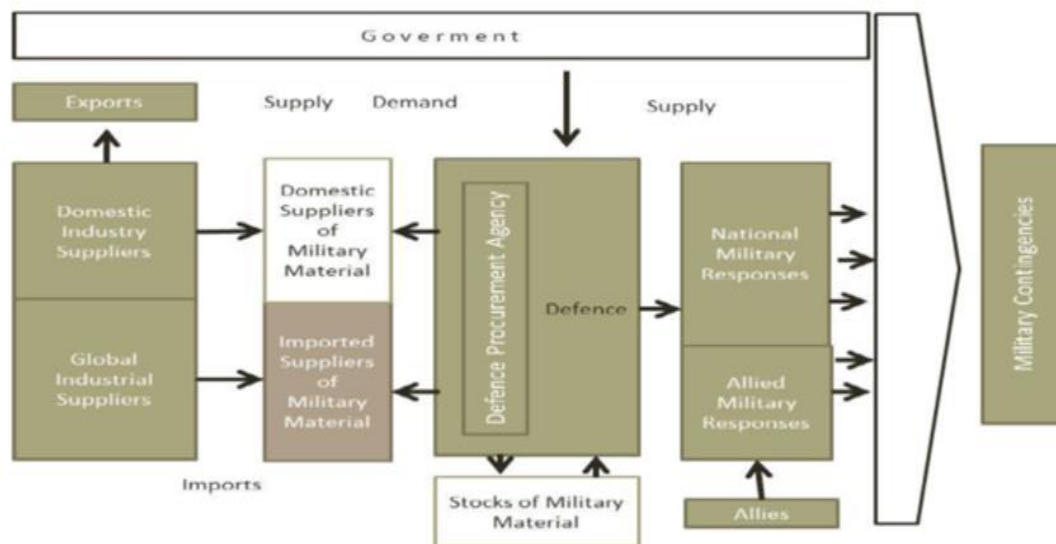 Goverment
Exports
Supply
Demand
Supply
Domestic
Industry
Suppliers
Global
Industrial
Suppliers
Imports
Domestic
Suppliers
of
Military
Material
Imported
Suppliers
of
Military
Material
Defence Procurement Agency
Defence
Stocks of Military
Material
National
Military
Responses
Allied
Military
Responses
Allies
Military Contingencies